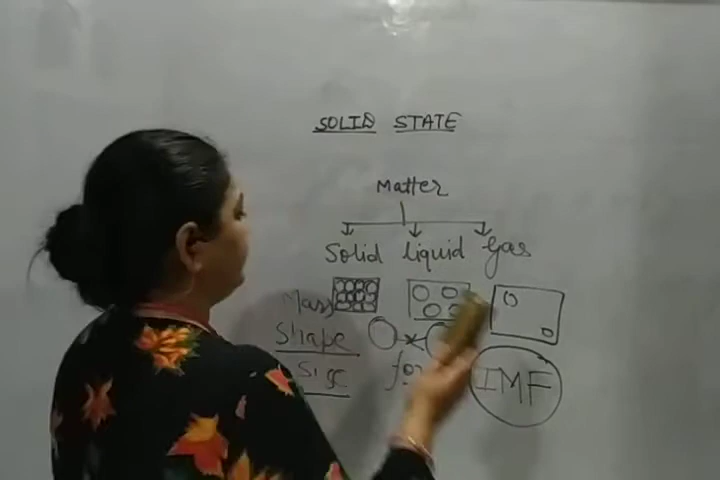 SOLID STATE
Matter
Solid liquid Gas
Mass
Shape
Size
IMF